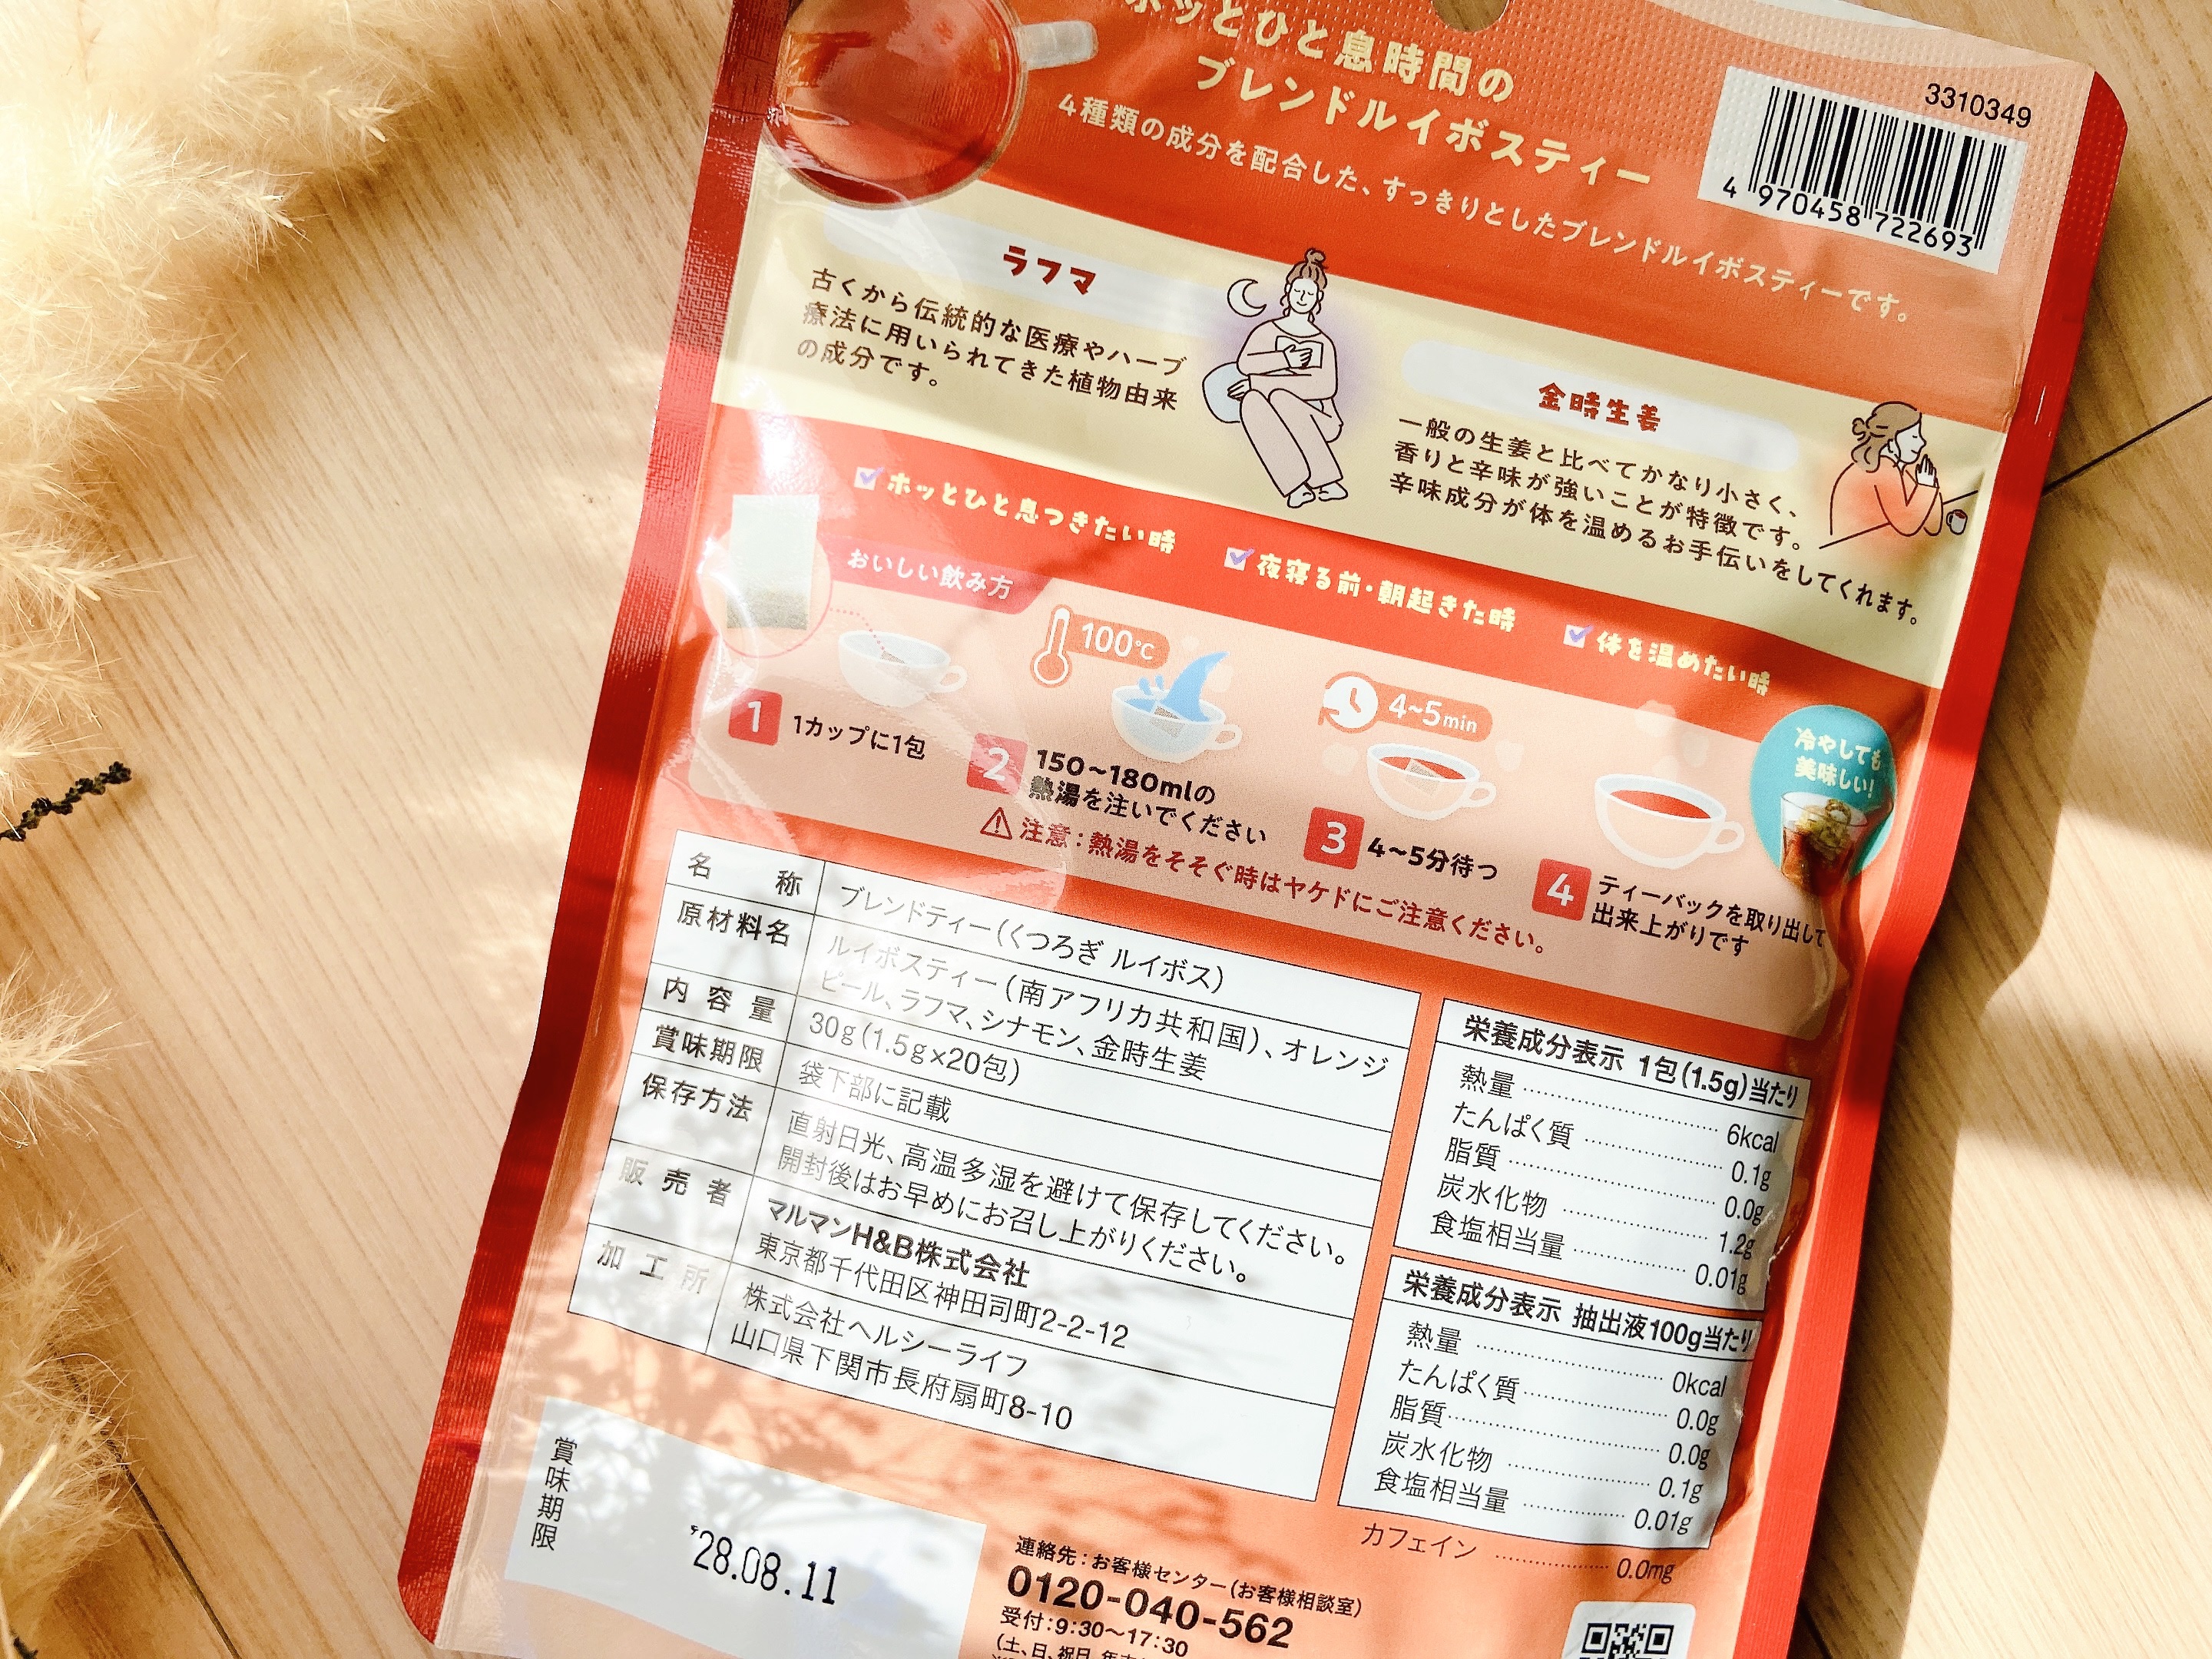 ホッとひと息時間の
ブレンドルイボスティー
4種類の成分を配合した、すっきりとしたブレンドルイボスティーです。
3310349
4 970458 722693
ラフマ
古くから伝統的な医療やハーブ
療法に用いられてきた植物由来
の成分です。
金時生姜
一般の生姜と比べてかなり小さく、
香りと辛味が強いことが特徴です。
辛味成分が体を温めるお手伝いをしてくれます。
ホッとひと息つきたい時
夜寝る前・朝起きた時
体を温めたい時
おいしい飲み方
1 1カップに1包
100℃
2 150~180mlの
熱湯を注いでください
4~5min
3 4~5分待つ
4 ティーバックを取り出して
出来上がりです
冷やしても
美味しい!
注意:熱湯をそそぐ時はヤケドにご注意ください。
名称 ブレンドティー(くつろぎ ルイボス)
原材料名 ルイボスティー(南アフリカ共和国)、オレンジ
ピール、ラフマ、シナモン、金時生姜
内容量 30g(1.5g×20包)
賞味期限 袋下部に記載
保存方法 直射日光、高温多湿を避けて保存してください。
開封後はお早めにお召し上がりください。
販売者 マルマンH&B株式会社
東京都千代田区神田司町2-2-12
加工所 株式会社ヘルシーライフ
山口県下関市長府扇町8-10
栄養成分表示 1包(1.5g)当たり
熱量 6kcal
たんぱく質 0.1g
脂質 0.0g
炭水化物 1.2g
食塩相当量 0.01g
栄養成分表示 抽出液100g当たり
熱量 0kcal
たんぱく質 0.0g
脂質 0.0g
炭水化物 0.1g
食塩相当量 0.01g
カフェイン 0.0mg
賞味期限
28.08.11
連絡先:お客様センター(お客様相談室)
0120-040-562
受付:9:30~17:30
(土、日、祝日、